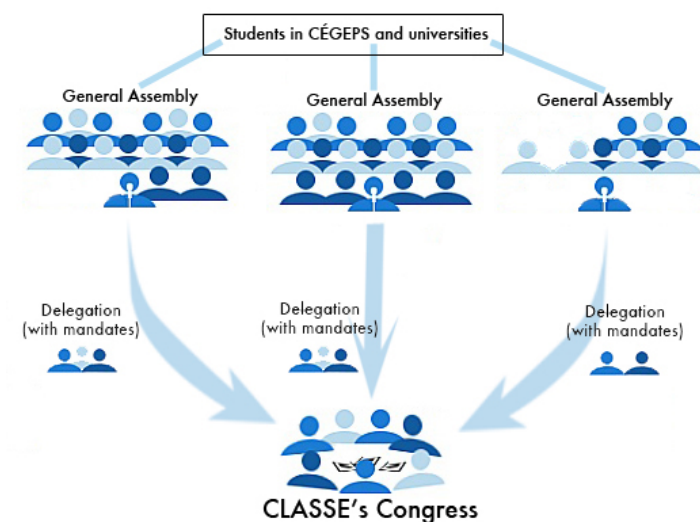 Students in CÉGEPS and universities
General Assembly
General Assembly
General Assembly
Delegation
(with mandates)
Delegation
(with mandates)
Delegation
(with mandates)
CLASSE's Congress